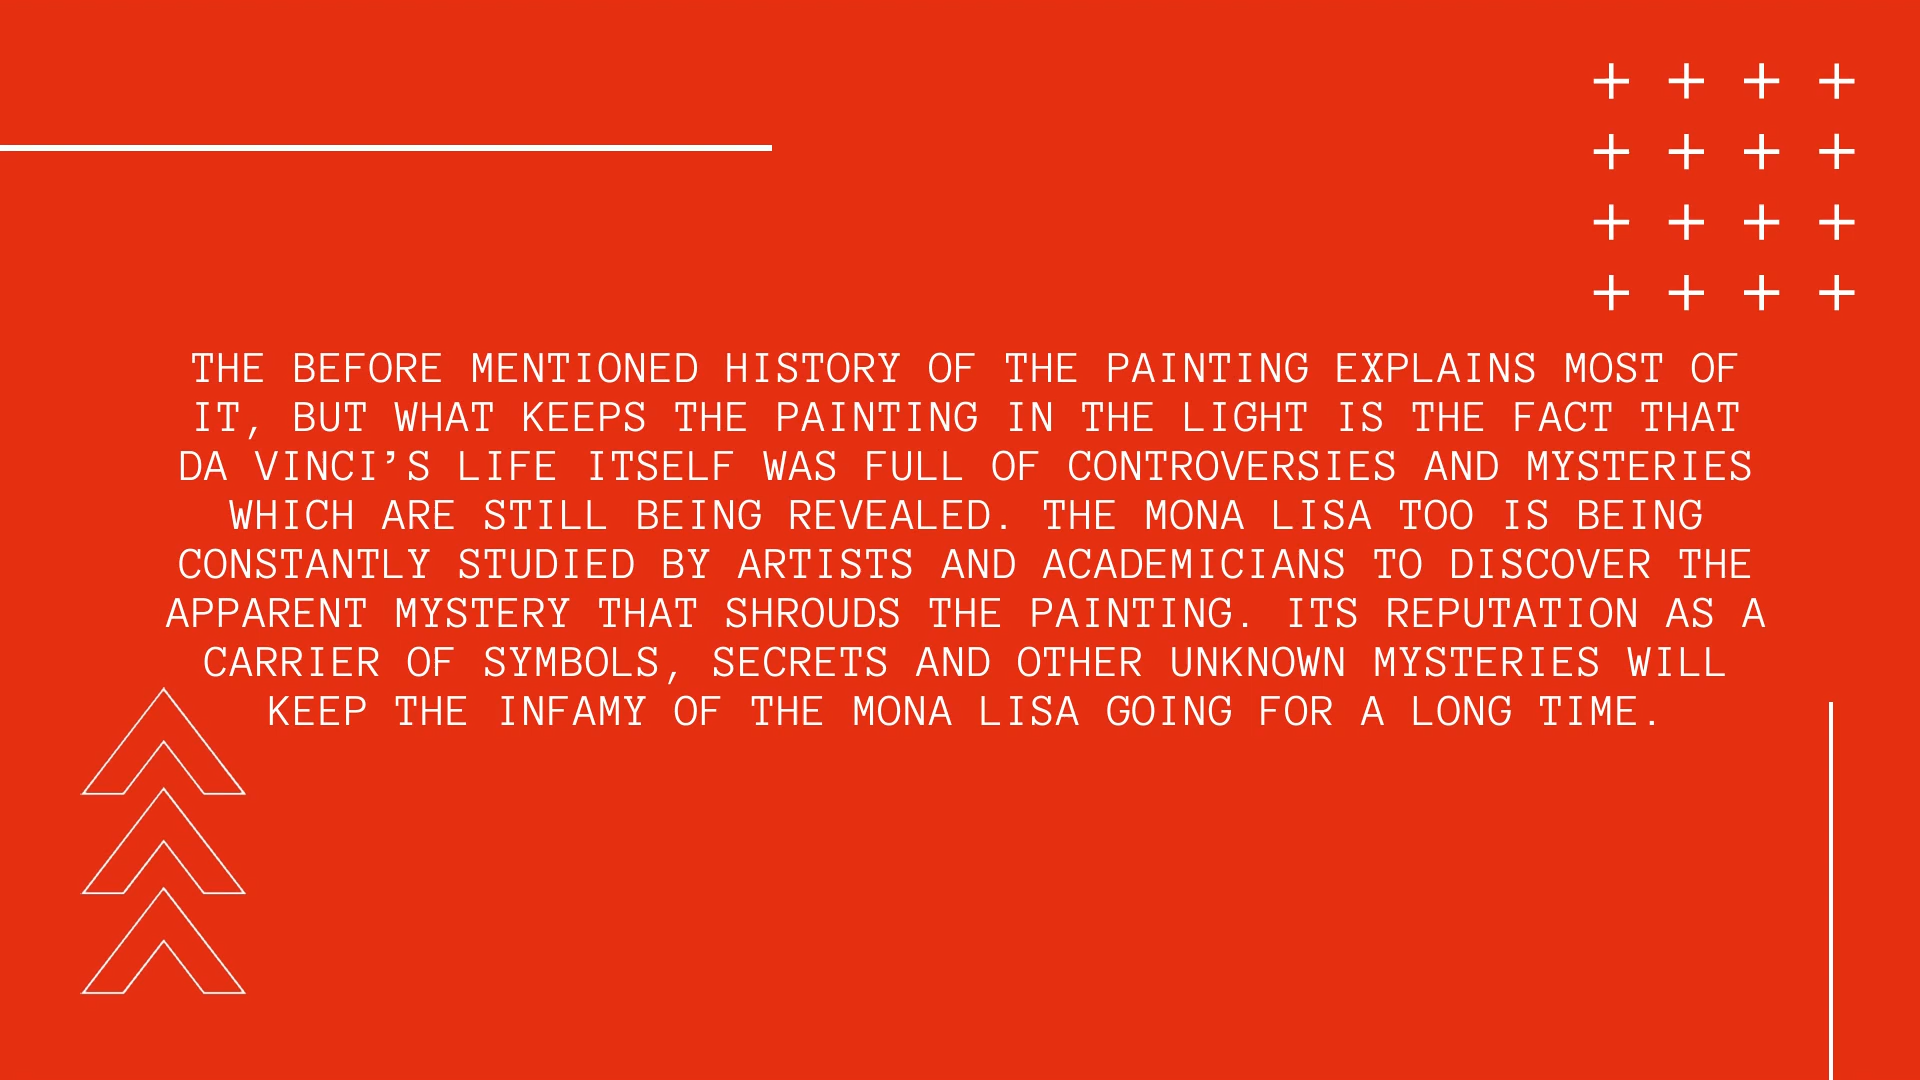 THE BEFORE MENTIONED HISTORY OF THE PAINTING EXPLAINS MOST OF
IT, BUT WHAT KEEPS THE PAINTING IN THE LIGHT IS THE FACT THAT
DA VINCI’S LIFE ITSELF WAS FULL OF CONTROVERSIES AND MYSTERIES
WHICH ARE STILL BEING REVEALED. THE MONA LISA TOO IS BEING
CONSTANTLY STUDIED BY ARTISTS AND ACADEMICIANS TO DISCOVER THE
APPARENT MYSTERY THAT SHROUDS THE PAINTING. ITS REPUTATION AS A
CARRIER OF SYMBOLS, SECRETS AND OTHER UNKNOWN MYSTERIES WILL
KEEP THE INFAMY OF THE MONA LISA GOING FOR A LONG TIME.